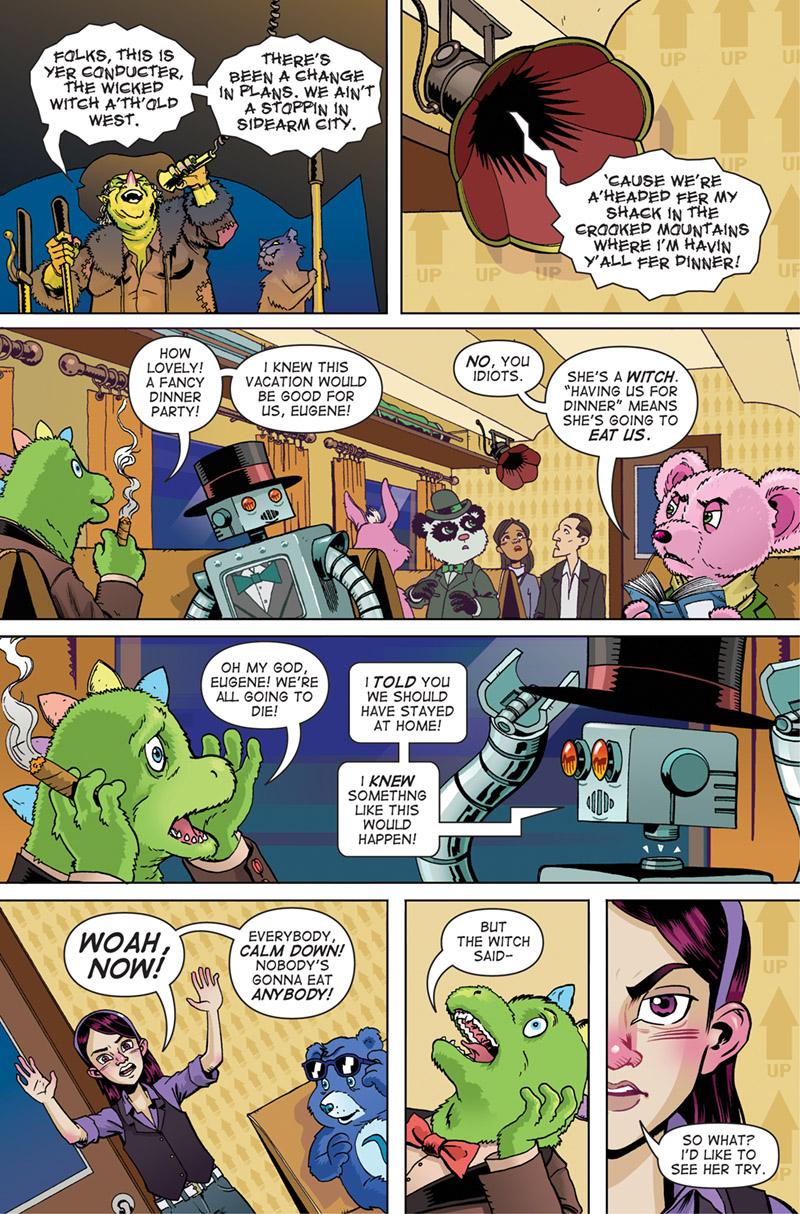 FOLKS, THIS IS
YER CONDUCTER,
THE WICKED
WITCH A'TH'OLD
WEST.
THERE'S
BEEN A CHANGE
IN PLANS. WE AIN'T
A STOPPIN IN
SIDEARM CITY.
UP
UP
UP
UP
UP
UP
UP
UP
'CAUSE WE'RE
A'HEADED FER MY
SHACK IN THE
CROOKED MOUNTAINS
WHERE I'M HAVIN
Y'ALL FER DINNER!
HOW
LOVELY!
A FANCY
DINNER
PARTY!
I KNEW THIS
VACATION WOULD
BE GOOD FOR
US, EUGENE!
NO, YOU
IDIOTS.
SHE'S A WITCH.
"HAVING US FOR
DINNER" MEANS
SHE'S GOING TO
EAT US.
OH MY GOD,
EUGENE! WE'RE
ALL GOING TO
DIE!
I TOLD YOU
WE SHOULD
HAVE STAYED
AT HOME!
I KNEW
SOMETHNG
LIKE THIS
WOULD
HAPPEN!
WOAH,
NOW!
EVERYBODY,
CALM DOWN!
NOBODY'S
GONNA EAT
ANYBODY!
BUT
THE WITCH
SAID-
UP
UP
SO WHAT?
I'D LIKE TO
SEE HER TRY.